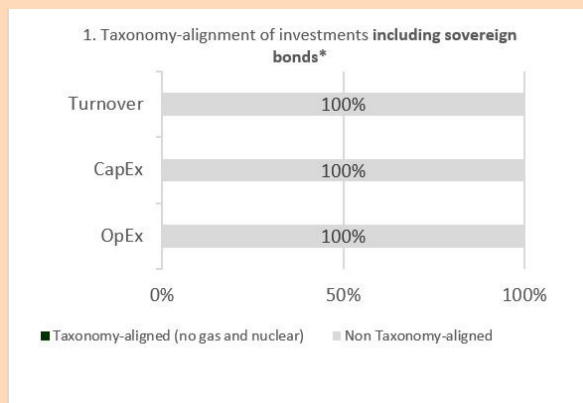 1. Taxonomy-alignment of investments including sovereign
bonds*
Turnover
100%
CapEx
100%
OpEx
100%
0% 50% 100%
Taxonomy-aligned (no gas and nuclear) Non Taxonomy-aligned